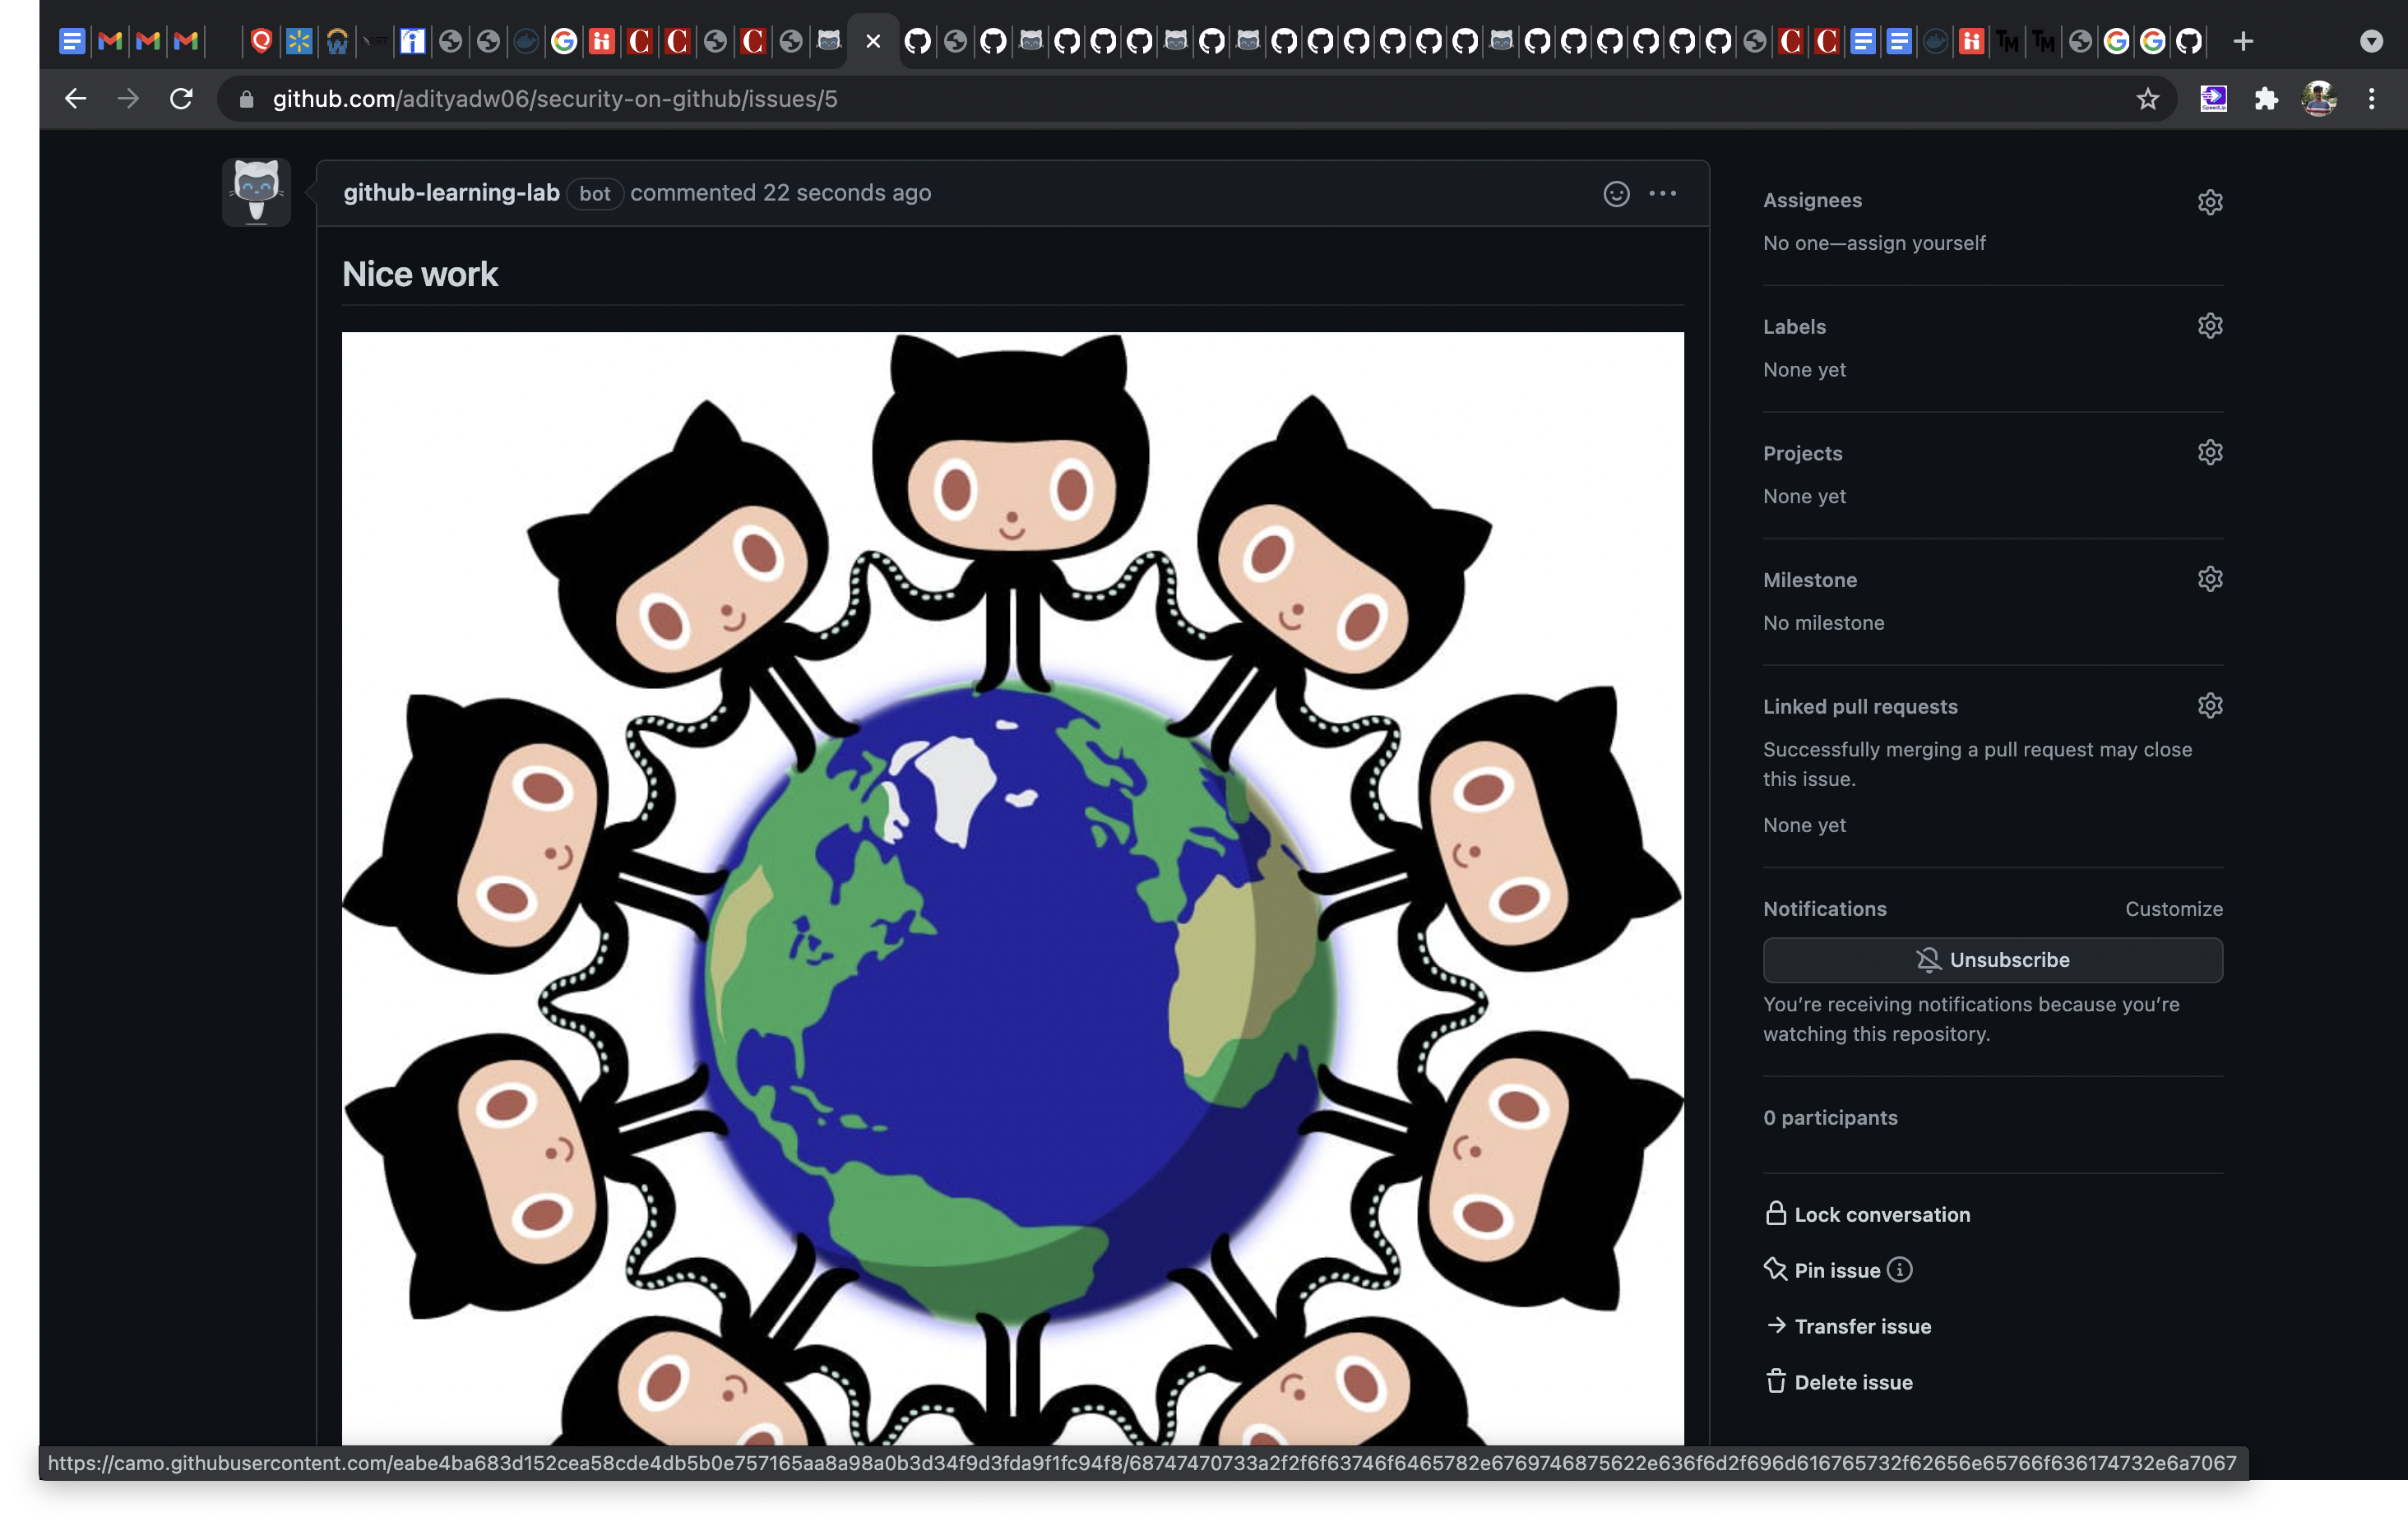 github.com/adityadw06/security-on-github/issues/5
github-learning-lab bot commented 22 seconds ago
Nice work
Assignees
No one—assign yourself
Labels
None yet
Projects
None yet
Milestone
No milestone
Linked pull requests
Successfully merging a pull request may close
this issue.
None yet
Notifications Customize
Unsubscribe
You’re receiving notifications because you’re
watching this repository.
0 participants
Lock conversation
Pin issue
Transfer issue
Delete issue
https://camo.githubusercontent.com/eabe4ba683d152cea58cde4db5b0e757165aa8a98a0b3d34f9d3fda9f1fc94f8/68747470733a2f2f6f63746f6465782e6769746875622e636f6d2f696d616765732f62656e65766f636174732e6a7067